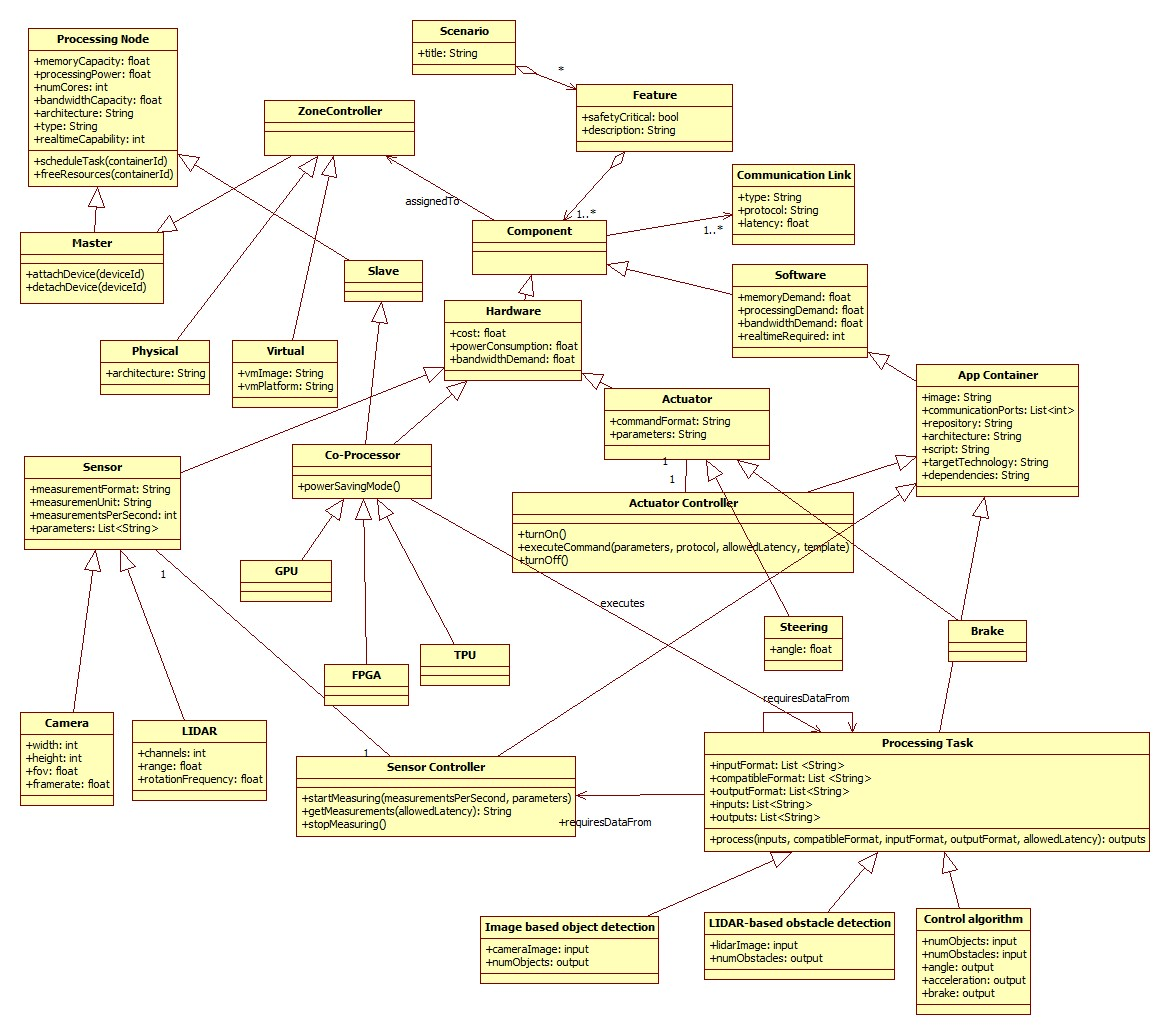 Processing Node
+memoryCapacity: float
+processingPower: float
+numCores: int
+bandwidthCapacity: float
+architecture: String
+type: String
+realtimeCapability: int
+scheduleTask(containerId)
+freeResources(containerId)
Scenario
+title: String
*
Feature
+safetyCritical: bool
+description: String
ZoneController
assignedTo
1..*
Communication Link
+type: String
+protocol: String
+latency: float
1..*
Component
Master
+attachDevice(deviceId)
+detachDevice(deviceId)
Slave
Software
+memoryDemand: float
+processingDemand: float
+bandwidthDemand: float
+realtimeRequired: int
Hardware
+cost: float
+powerConsumption: float
+bandwidthDemand: float
Physical
+architecture: String
Virtual
+vmImage: String
+vmPlatform: String
App Container
+image: String
+communicationPorts: List<int>
+repository: String
+architecture: String
+script: String
+targetTechnology: String
+dependencies: String
Actuator
+commandFormat: String
+parameters: String
1
1
Sensor
+measurementFormat: String
+measuremenUnit: String
+measurementsPerSecond: int
+parameters: List<String>
Co-Processor
+powerSavingMode()
Actuator Controller
+turnOn()
+executeCommand(parameters, protocol, allowedLatency, template)
+turnOff()
1
GPU
executes
Steering
+angle: float
Brake
TPU
FPGA
requiresDataFrom
Camera
+width: int
+height: int
+fov: float
+framerate: float
LIDAR
+channels: int
+range: float
+rotationFrequency: float
1
Sensor Controller
+startMeasuring(measurementsPerSecond, parameters)
+getMeasurements(allowedLatency): String
+stopMeasuring()
+requiresDataFrom
Processing Task
+inputFormat: List <String>
+compatibleFormat: List <String>
+outputFormat: List<String>
+inputs: List<String>
+outputs: List<String>
+process(inputs, compatibleFormat, inputFormat, outputFormat, allowedLatency): outputs
Image based object detection
+cameraImage: input
+numObjects: output
LIDAR-based obstacle detection
+lidarImage: input
+numObstacles: output
Control algorithm
+numObjects: input
+numObstacles: input
+angle: output
+acceleration: output
+brake: output